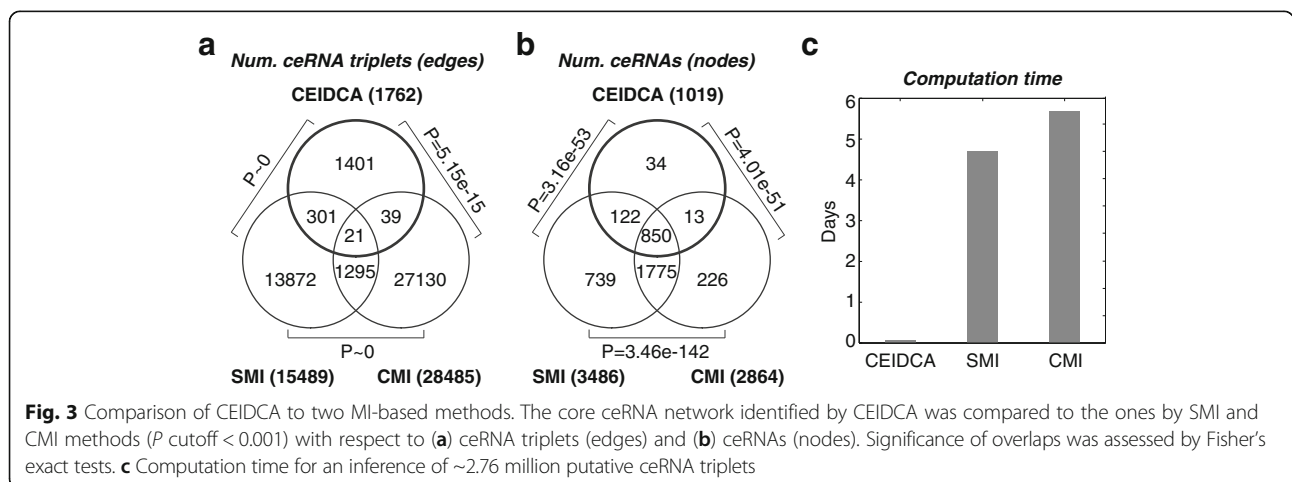 a
Num. ceRNA triplets (edges)
CEIDCA (1762)
P~0
P=5.15e-15
1401
301
39
21
13872
1295
27130
P~0
SMI (15489)
CMI (28485)
b
Num. ceRNAs (nodes)
CEIDCA (1019)
P=3.16e-53
P=4.01e-51
34
122
13
850
739
1775
226
P=3.46e-142
SMI (3486)
CMI (2864)
c
Computation time
Days
6
5
4
3
2
1
0
CEIDCA
SMI
CMI
Fig. 3 Comparison of CEIDCA to two MI-based methods. The core ceRNA network identified by CEIDCA was compared to the ones by SMI and
CMI methods (P cutoff < 0.001) with respect to (a) ceRNA triplets (edges) and (b) ceRNAs (nodes). Significance of overlaps was assessed by Fisher's
exact tests. c Computation time for an inference of ~2.76 million putative ceRNA triplets